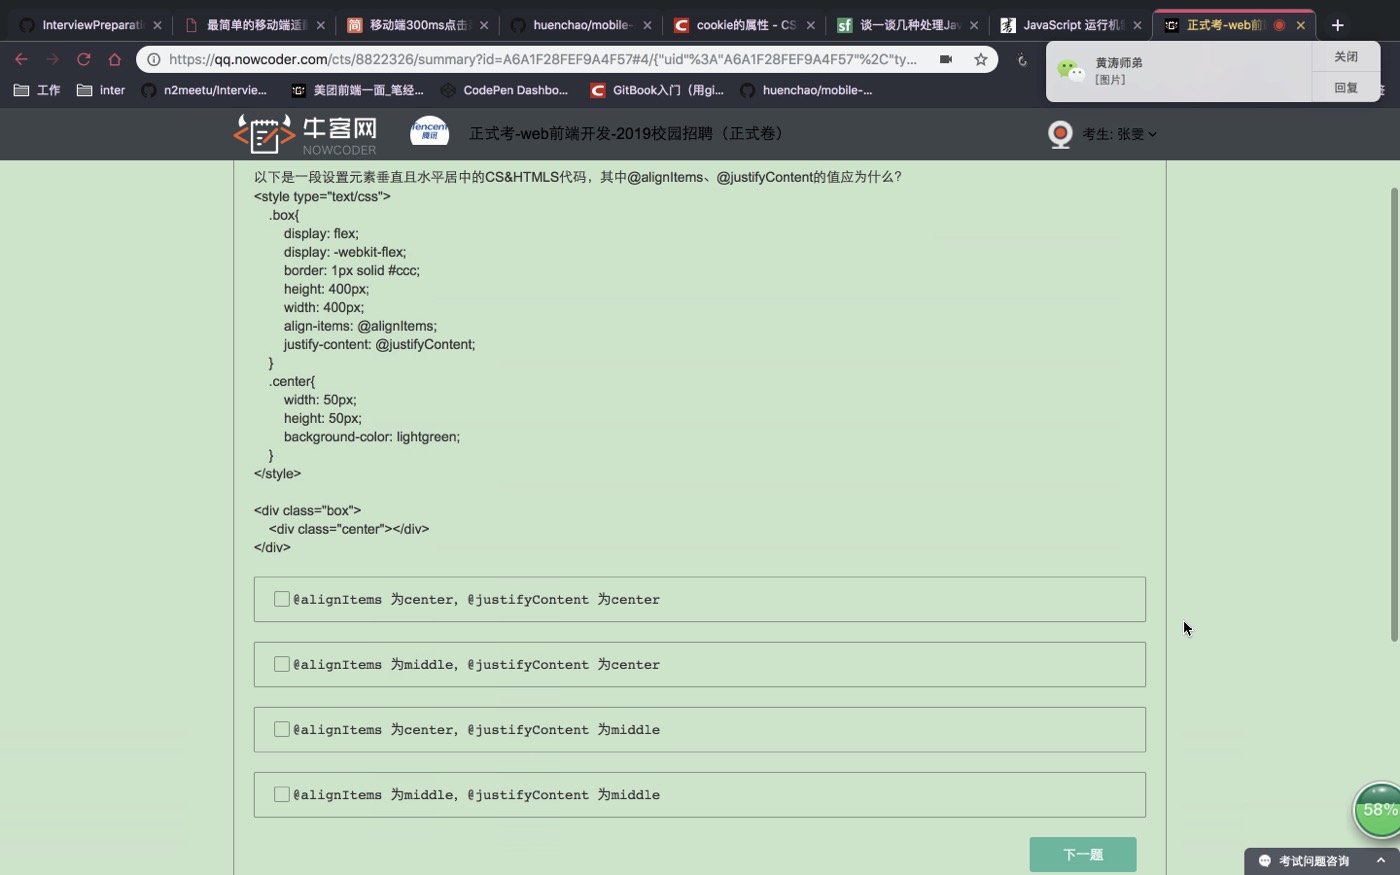 InterviewPreparati
最简单的移动端适
移动端300ms点击
huenchao/mobile-
cookie的属性 - CS
谈一谈几种处理Jav
JavaScript 运行机
正式考-web前
https://qq.nowcoder.com/cts/8822326/summary?id=A6A1F28FEF9A4F57#4/{"uid"%3A"A6A1F28FEF9A4F57"%2C"ty...
黄涛师弟
[图片]
关闭
回复
工作
inter
n2meetu/Intervie...
美团前端一面_笔经...
CodePen Dashbo...
GitBook入门（用gi...
huenchao/mobile-...
牛客网
NOWCODER
Tencent
腾讯
正式考-web前端开发-2019校园招聘（正式卷）
考生: 张雯
以下是一段设置元素垂直且水平居中的CS&HTMLS代码，其中@alignItems、@justifyContent的值应为什么?
<style type="text/css">
.box{
display: flex;
display: -webkit-flex;
border: 1px solid #ccc;
height: 400px;
width: 400px;
align-items: @alignItems;
justify-content: @justifyContent;
}
.center{
width: 50px;
height: 50px;
background-color: lightgreen;
}
</style>
<div class="box">
<div class="center"></div>
</div>
@alignItems 为center，@justifyContent 为center
@alignItems 为middle，@justifyContent 为center
@alignItems 为center，@justifyContent 为middle
@alignItems 为middle，@justifyContent 为middle
下一题
58%
考试问题咨询